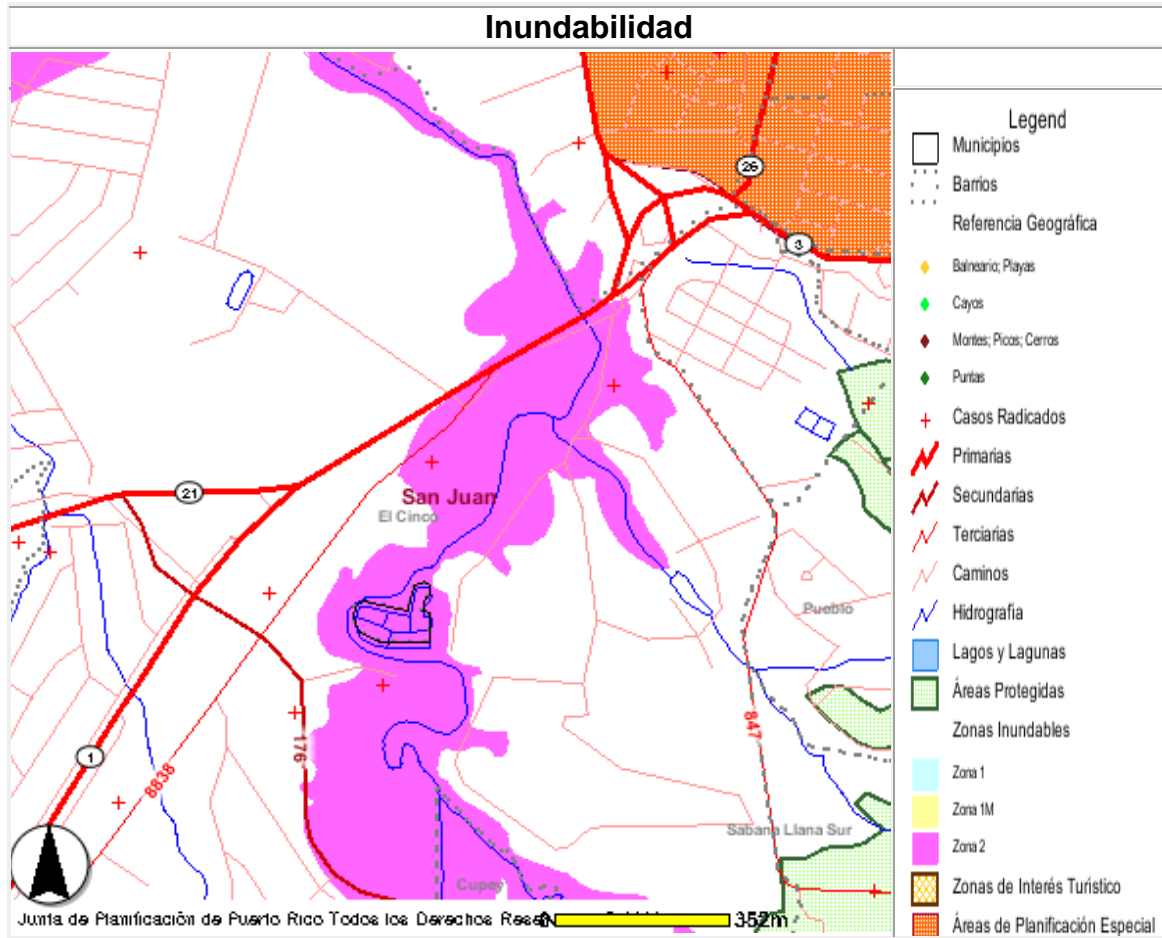 Inundabilidad
26
3
21
San Juan
El Cinco
Pueblo
847
176
1
8838
Sabana Llana Sur
Cupey
Junta de Planificación de Puerto Rico Todos los Derechos
352m
Legend
Municipios
Barrios
Referencia Geográfica
Balneario; Playas
Cayos
Montes; Picos; Cerros
Puntas
Casos Radicados
Primarias
Secundarias
Terciarias
Caminos
Hidrografía
Lagos y Lagunas
Áreas Protegidas
Zonas Inundables
Zona 1
Zona 1M
Zona 2
Zonas de Interés Turístico
Áreas de Planificación Especial